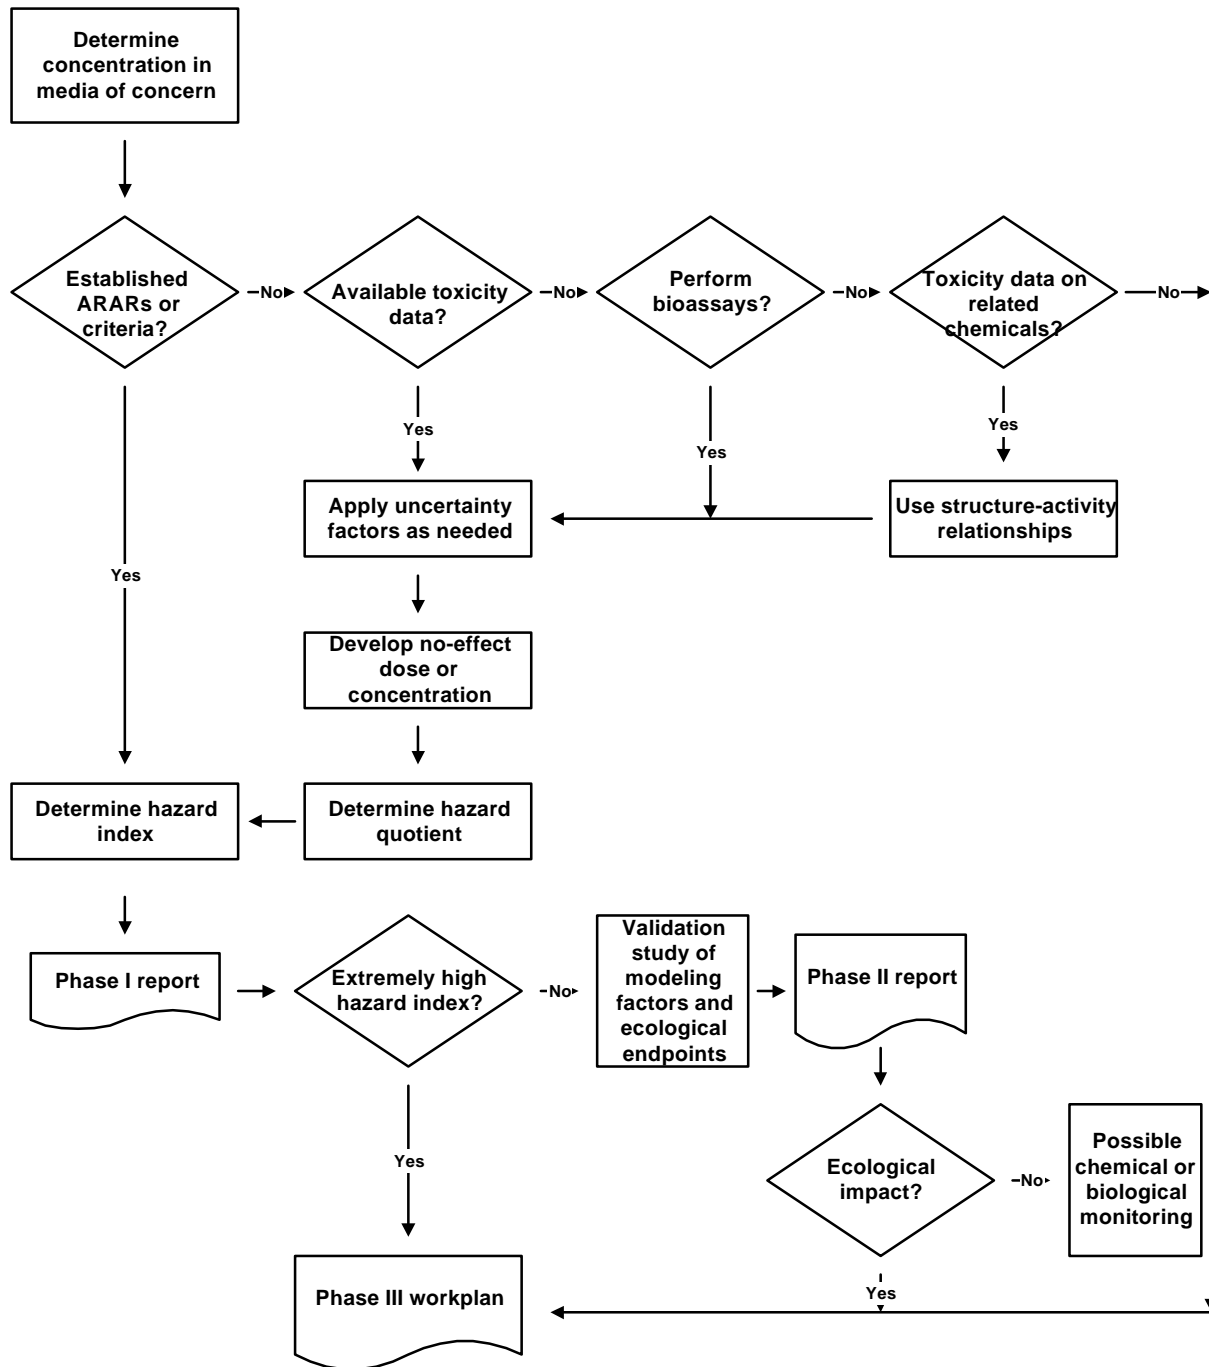 Determine
concentration in
media of concern
Established
ARARs or
criteria?
No
Available toxicity
data?
No
Perform
bioassays?
No
Toxicity data on
related
chemicals?
No
Yes
Yes
Yes
Yes
Apply uncertainty
factors as needed
Use structure-activity
relationships
Develop no-effect
dose or
concentration
Determine hazard
index
Determine hazard
quotient
Phase I report
Extremely high
hazard index?
No
Validation
study of
modeling
factors and
ecological
endpoints
Phase II report
Yes
Ecological
impact?
No
Possible
chemical or
biological
monitoring
Yes
Phase III workplan